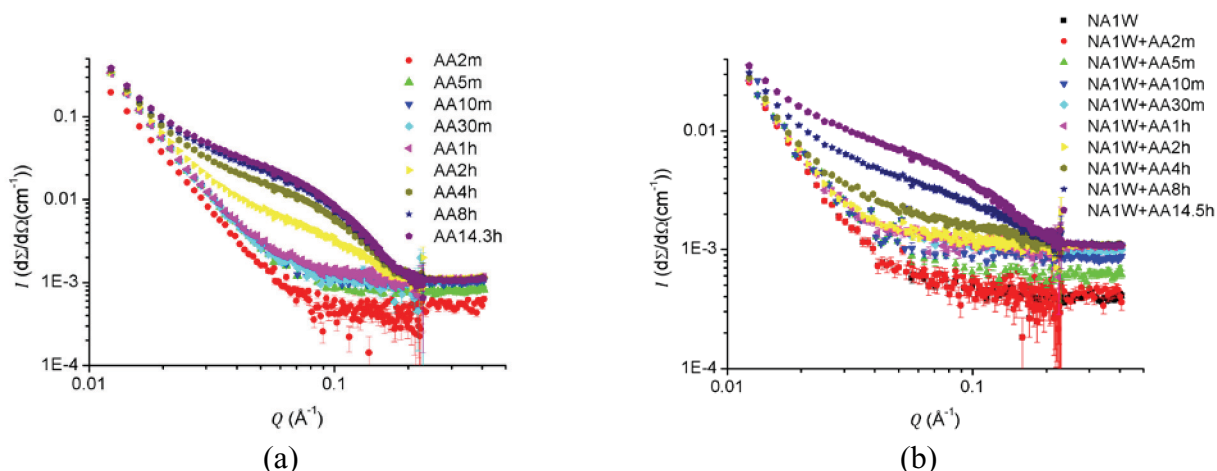 I (dΣ/dΩ(cm⁻¹))
0.1
0.01
1E-3
1E-4
0.01
0.1
Q (Å⁻¹)
AA2m
AA5m
AA10m
AA30m
AA1h
AA2h
AA4h
AA8h
AA14.3h
(a)
I (dΣ/dΩ(cm⁻¹))
0.01
1E-3
1E-4
0.01
0.1
Q (Å⁻¹)
NA1W
NA1W+AA2m
NA1W+AA5m
NA1W+AA10m
NA1W+AA30m
NA1W+AA1h
NA1W+AA2h
NA1W+AA4h
NA1W+AA8h
NA1W+AA14.5h
(b)